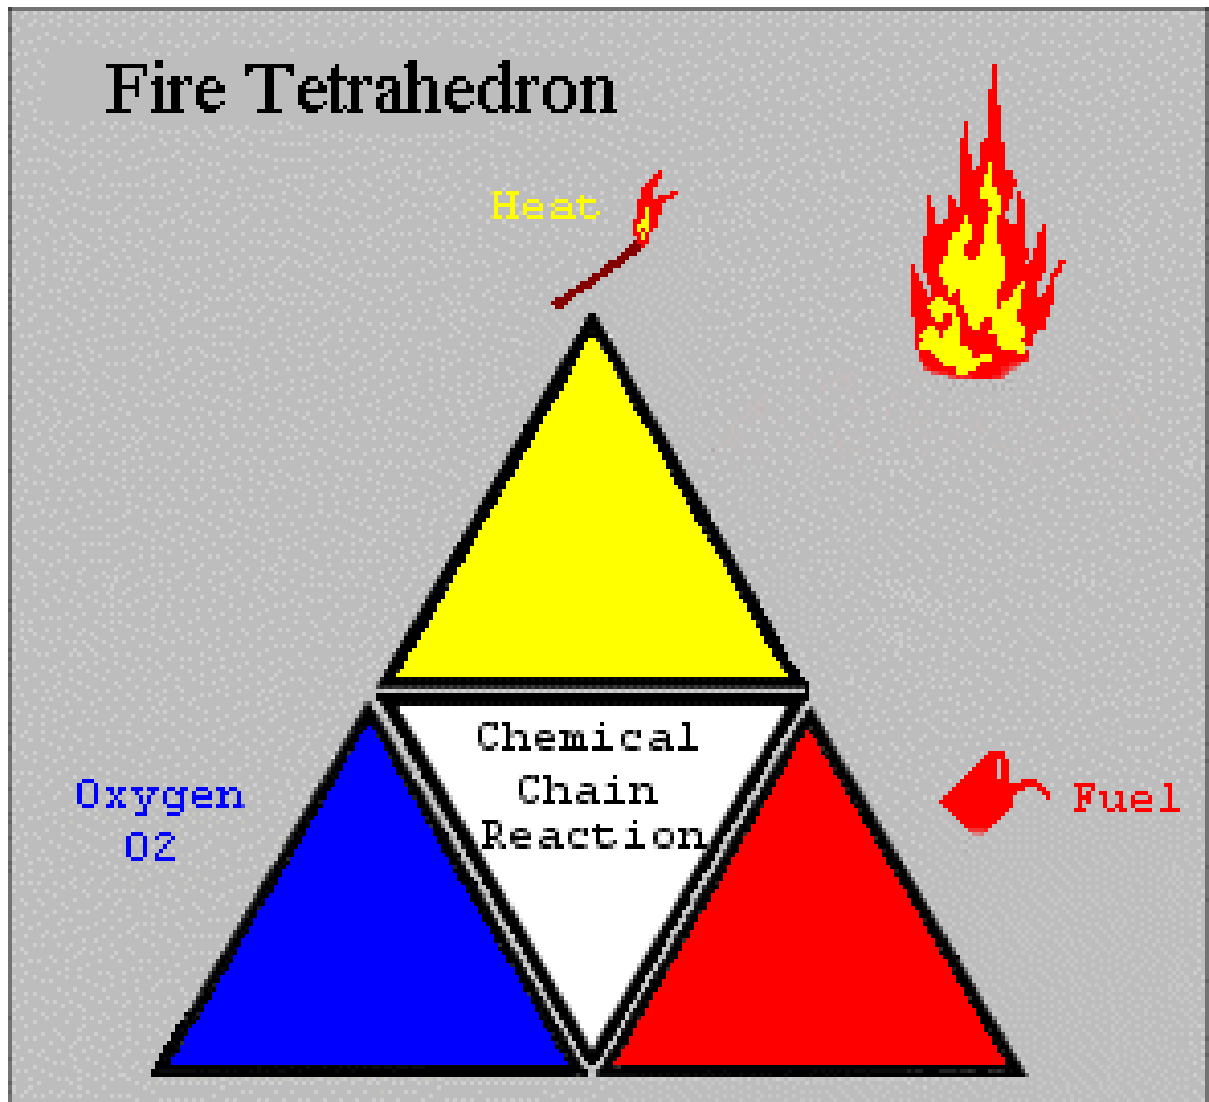 Fire Tetrahedron
Heat
Chemical
Chain
Reaction
Oxygen
O2
Fuel